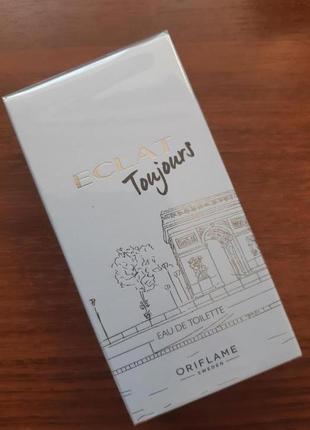 ECLAT
Toujours
EAU DE TOILETTE
ORIFLAME
SWEDEN